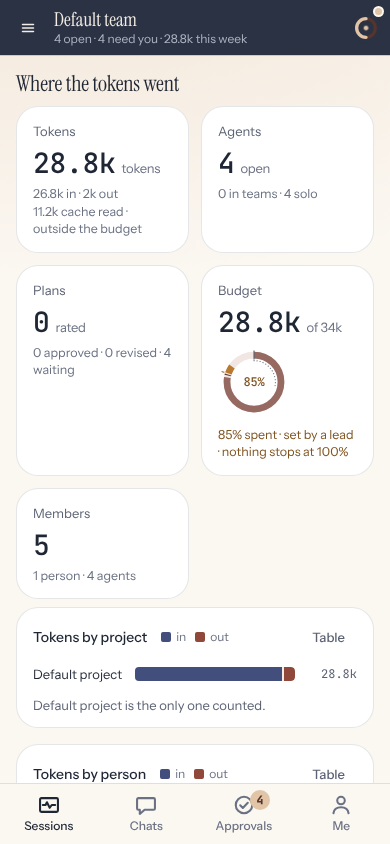 Default team
4 open · 4 need you · 28.8k this week
Where the tokens went
Tokens
28.8k tokens
26.8k in · 2k out
11.2k cache read ·
outside the budget
Agents
4 open
0 in teams · 4 solo
Plans
0 rated
0 approved · 0 revised · 4
waiting
Budget
28.8k of 34k
85%
85% spent · set by a lead
· nothing stops at 100%
Members
5
1 person · 4 agents
Tokens by project in out Table
Default project 28.8k
Default project is the only one counted.
Tokens by person in out Table
4
Sessions Chats Approvals Me